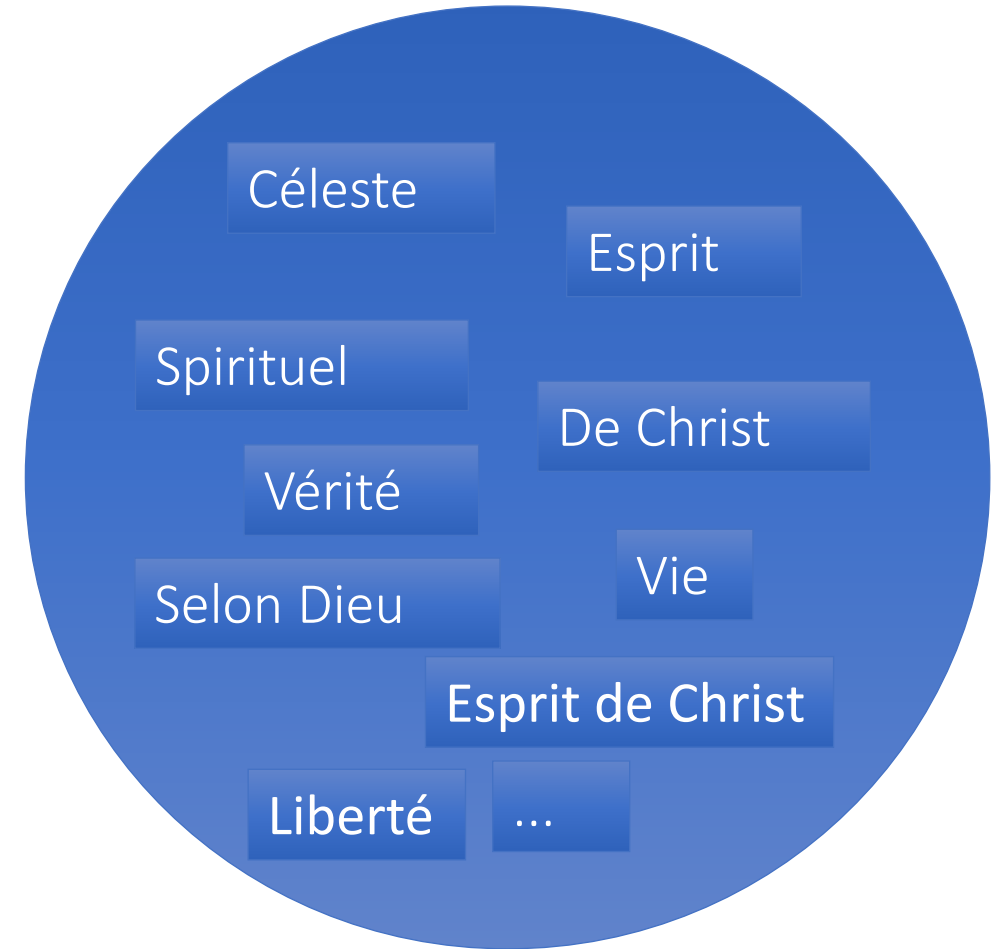 Céleste
Esprit
Spirituel
De Christ
Vérité
Vie
Selon Dieu
Esprit de Christ
Liberté
...